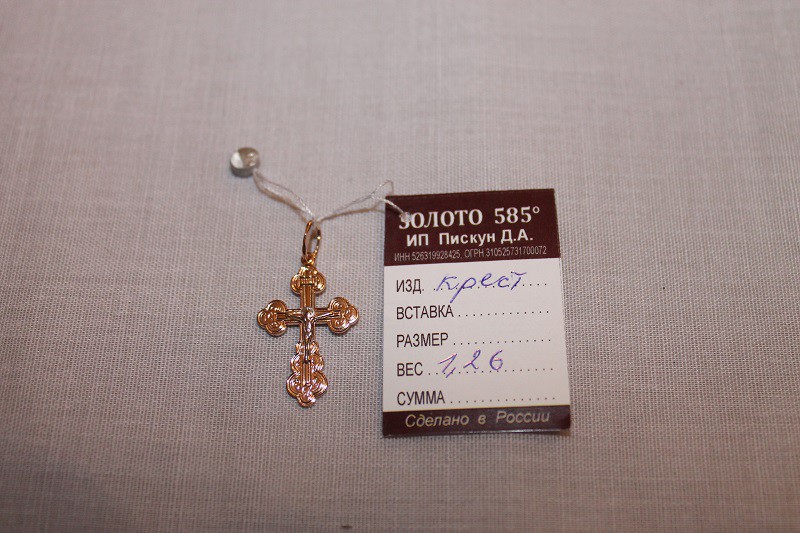 ЗОЛОТО 585°
ИП Пискун Д.А.
ИНН 526319928425 ОГРН 310525731700072
ИЗД. крест
ВСТАВКА
РАЗМЕР
ВЕС 1,26
СУММА
Сделано в России